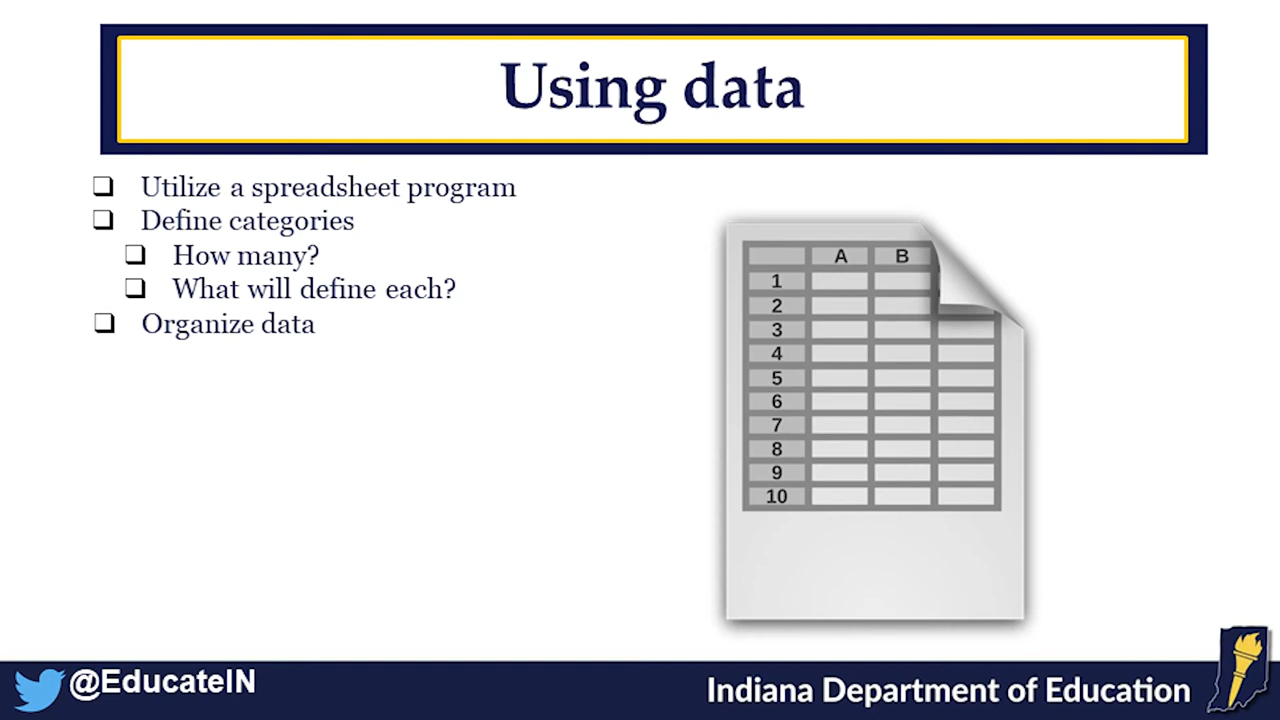 Using data
❑ Utilize a spreadsheet program
❑ Define categories
❑ How many?
❑ What will define each?
❑ Organize data
A B
1
2
3
4
5
6
7
8
9
10
@EducateIN
Indiana Department of Education